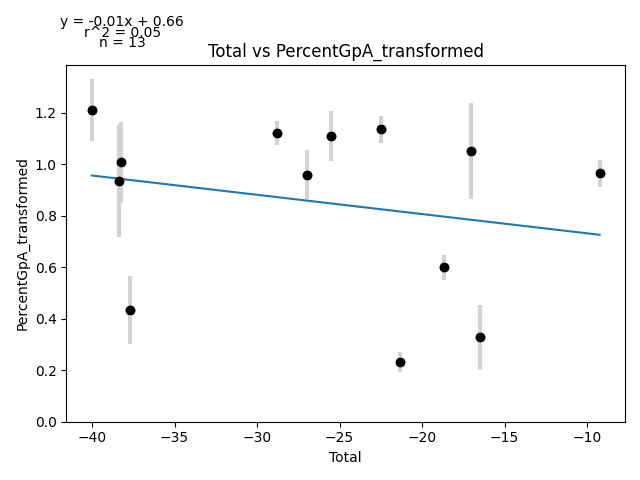 y = -0.01x + 0.66
r^2 = 0.05
n = 13
Total vs PercentGpA_transformed
PercentGpA_transformed
1.2
1.0
0.8
0.6
0.4
0.2
0.0
−40
−35
−30
−25
−20
−15
−10
Total